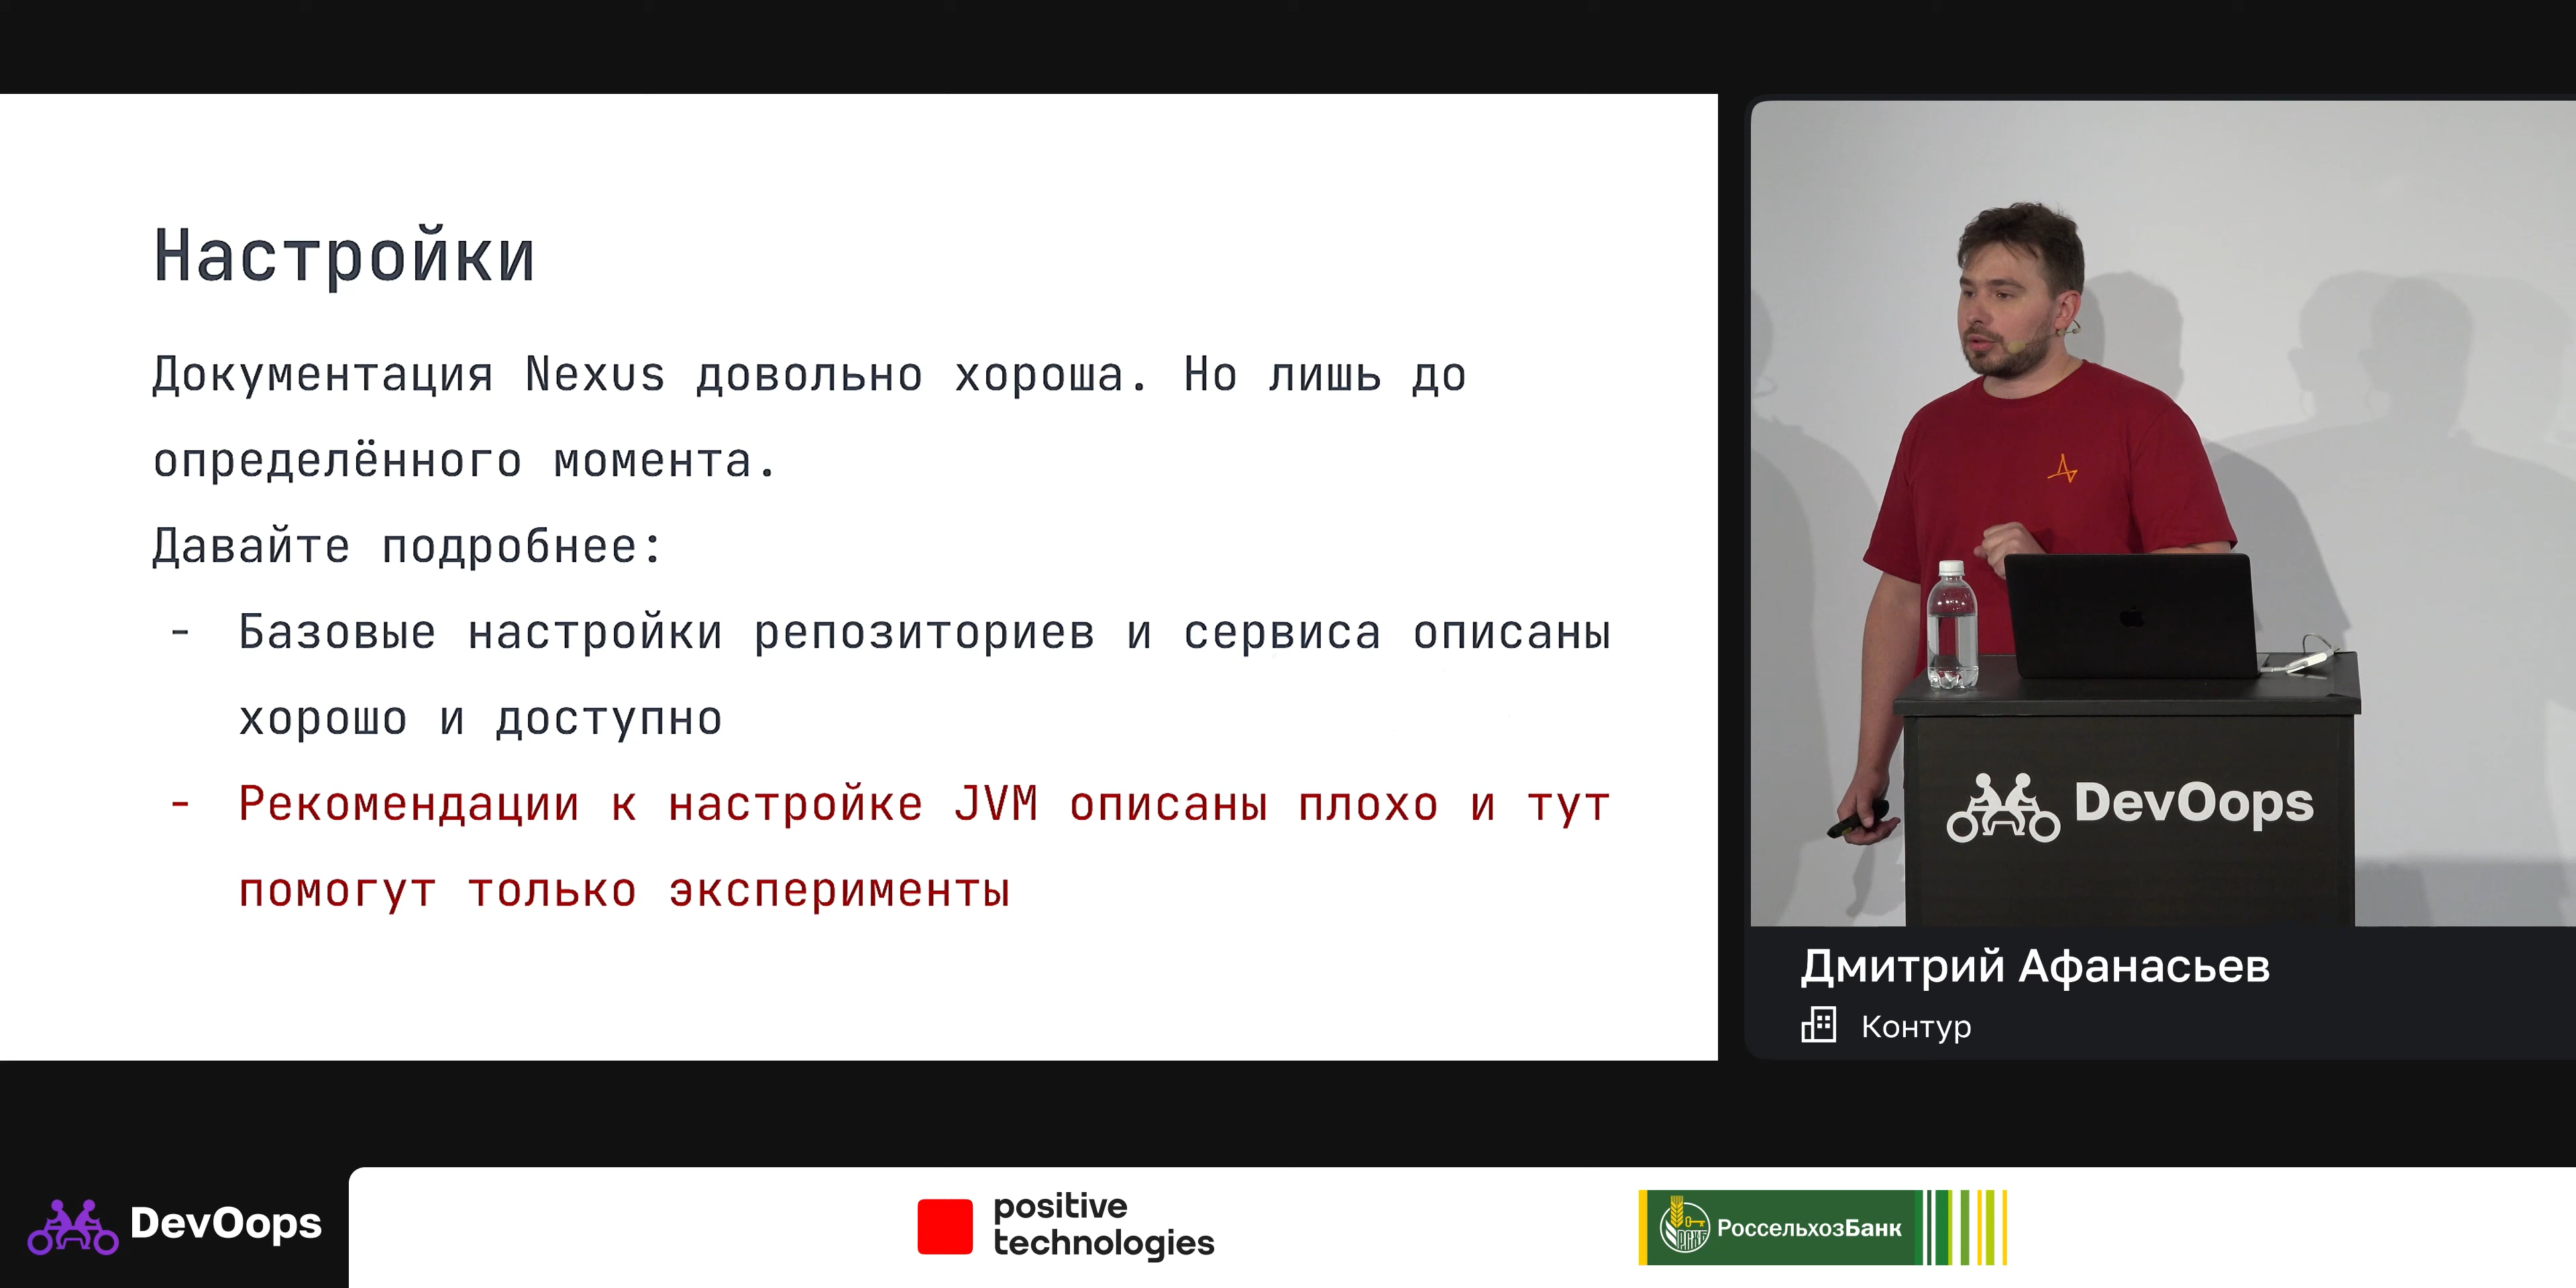 Настройки
Документация Nexus довольно хороша. Но лишь до
определённого момента.
Давайте подробнее:
- Базовые настройки репозиториев и сервиса описаны
хорошо и доступно
- Рекомендации к настройке JVM описаны плохо и тут
помогут только эксперименты
DevOops
Дмитрий Афанасьев
Контур
DevOops
positive
technologies
РСХБ
РоссельхозБанк